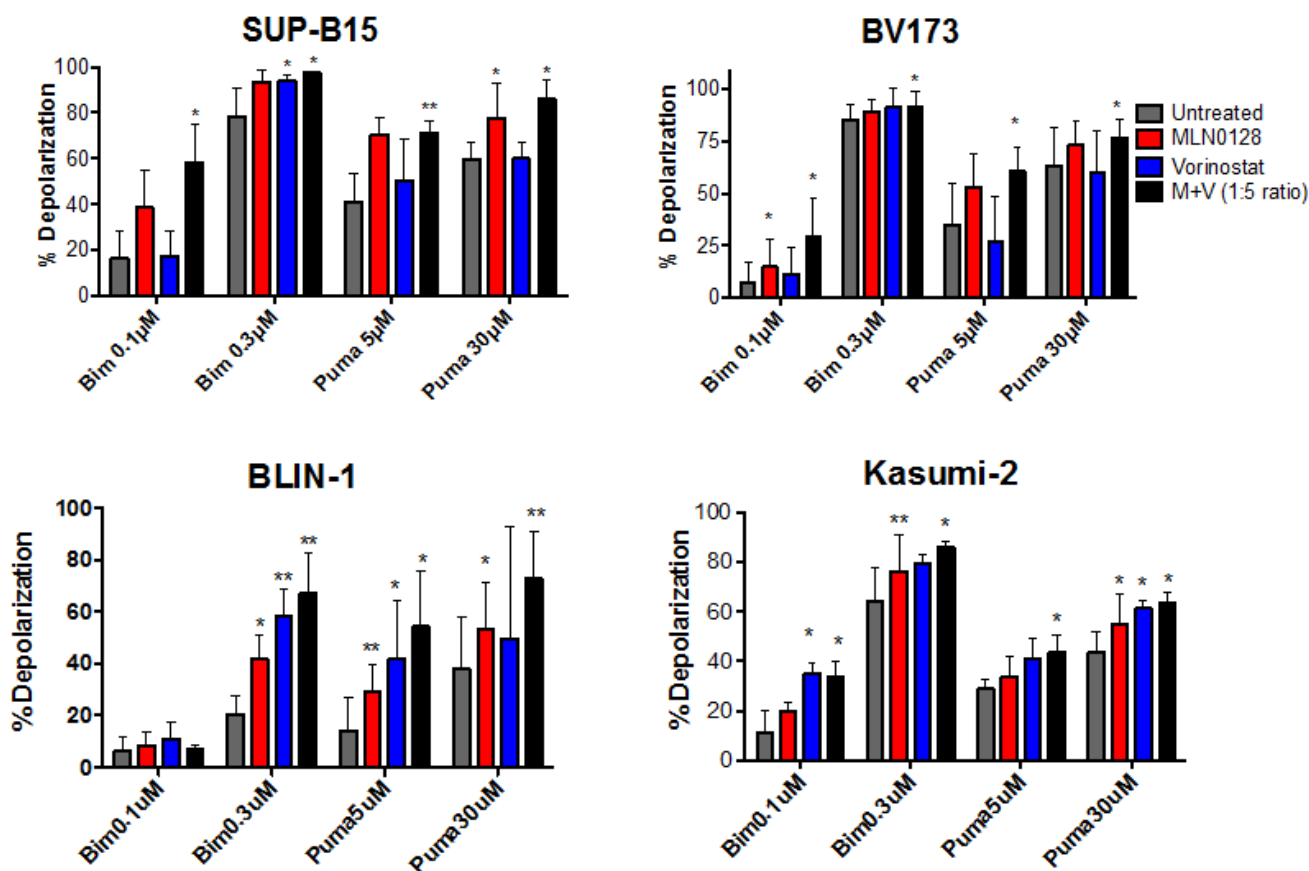 SUP-B15
% Depolarization
100
80
60
40
20
0
* * * * ** * *
Bim 0.1µM
Bim 0.3µM
Puma 5µM
Puma 30µM
BV173
% Depolarization
100
75
50
25
0
* * * * *
Bim 0.1µM
Bim 0.3µM
Puma 5µM
Puma 30µM
Untreated
MLN0128
Vorinostat
M+V (1:5 ratio)
BLIN-1
%Depolarization
100
80
60
40
20
0
* ** ** ** * * * **
Bim0.1uM
Bim0.3uM
Puma5uM
Puma30uM
Kasumi-2
%Depolarization
100
80
60
40
20
0
* * ** * * * * *
Bim0.1uM
Bim0.3uM
Puma5uM
Puma30uM